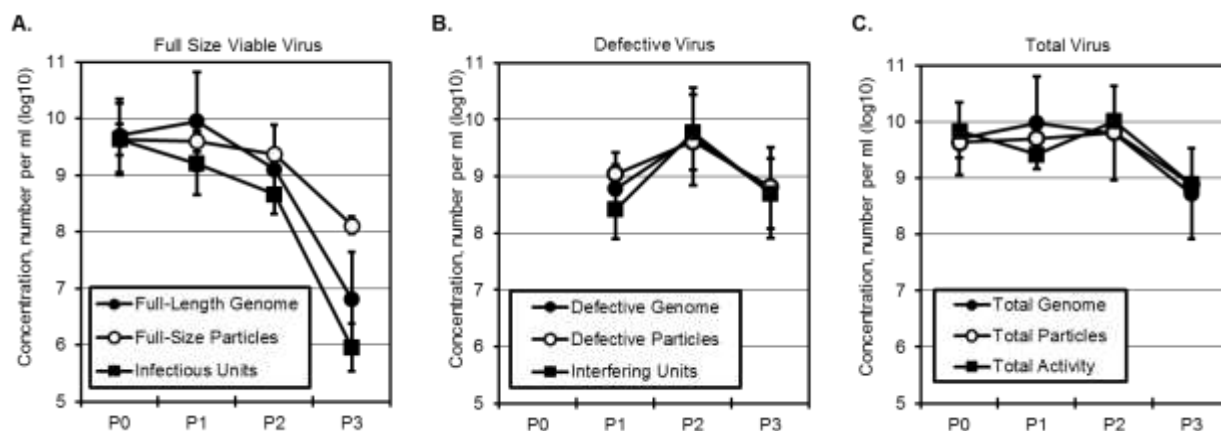 A.
Full Size Viable Virus
Concentration, number per ml (log10)
11
10
9
8
7
6
5
Full-Length Genome
Full-Size Particles
Infectious Units
P0 P1 P2 P3
B.
Defective Virus
Concentration, number per ml (log10)
11
10
9
8
7
6
5
Defective Genome
Defective Particles
Interfering Units
P0 P1 P2 P3
C.
Total Virus
Concentration, number per ml (log10)
11
10
9
8
7
6
5
Total Genome
Total Particles
Total Activity
P0 P1 P2 P3